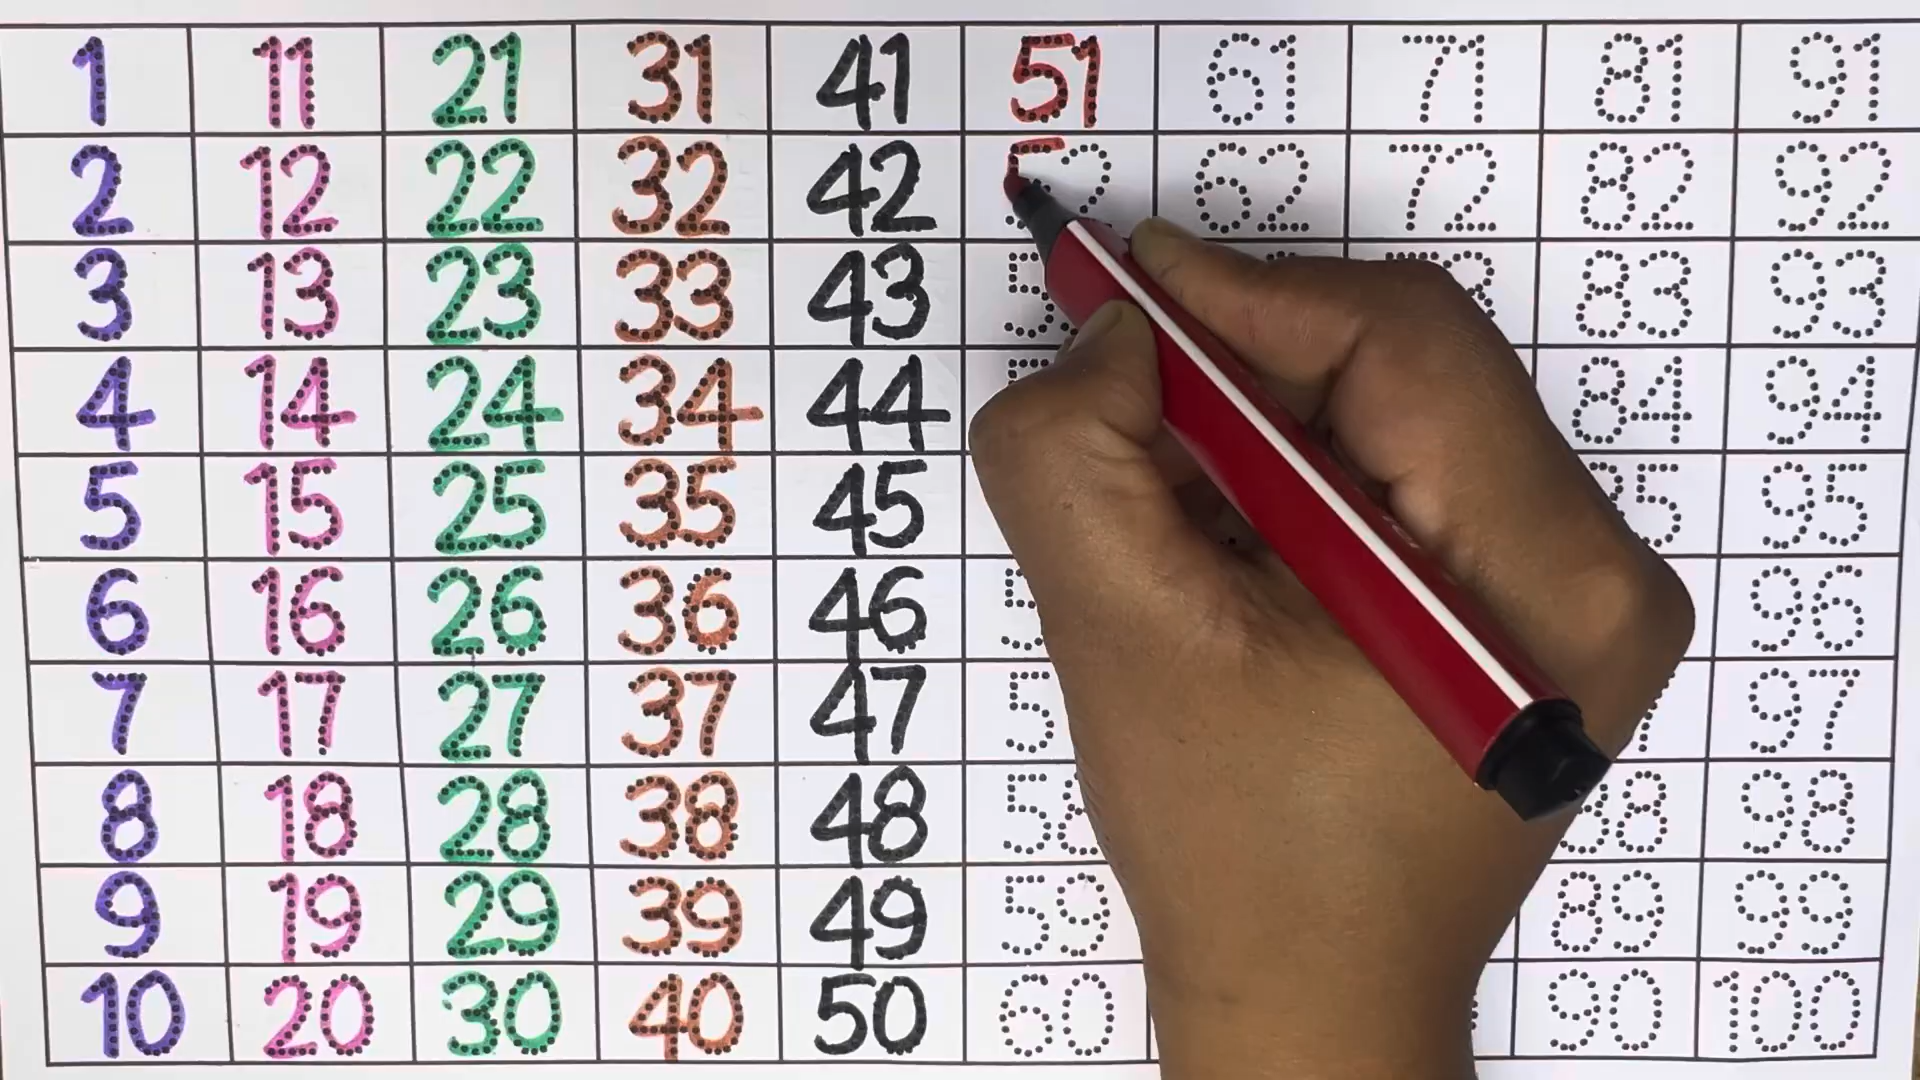 1 11 21 31 41 51 61 71 81 91
2 12 22 32 42 52 62 72 82 92
3 13 23 33 43 83 93
4 14 24 34 44 84 94
5 15 25 35 45 95
6 16 26 36 46 96
7 17 27 37 47 97
8 18 28 38 48 58 88 98
9 19 29 39 49 59 89 99
10 20 30 40 50 60 90 100